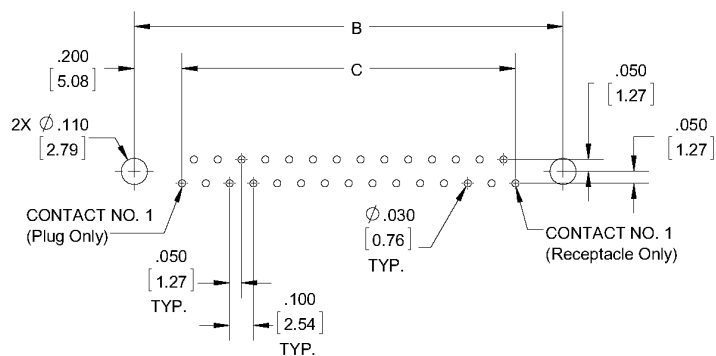 B
.200
[5.08]
C
.050
[1.27]
2X Ø .110
[2.79]
.050
[1.27]
CONTACT NO. 1
(Plug Only)
Ø .030
[0.76]
TYP.
CONTACT NO. 1
(Receptacle Only)
.050
[1.27]
TYP.
.100
[2.54]
TYP.